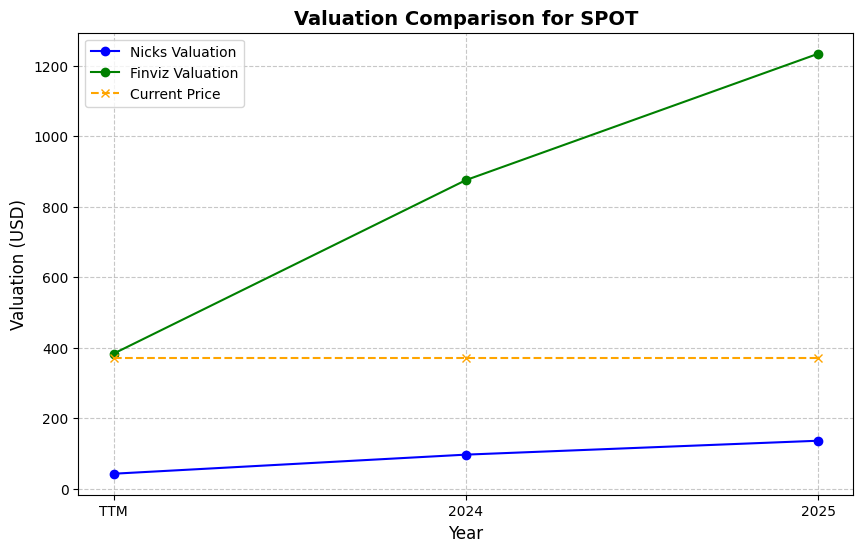 Valuation Comparison for SPOT
Nicks Valuation
Finviz Valuation
Current Price
Valuation (USD)
1200
1000
800
600
400
200
0
TTM 2024 2025
Year